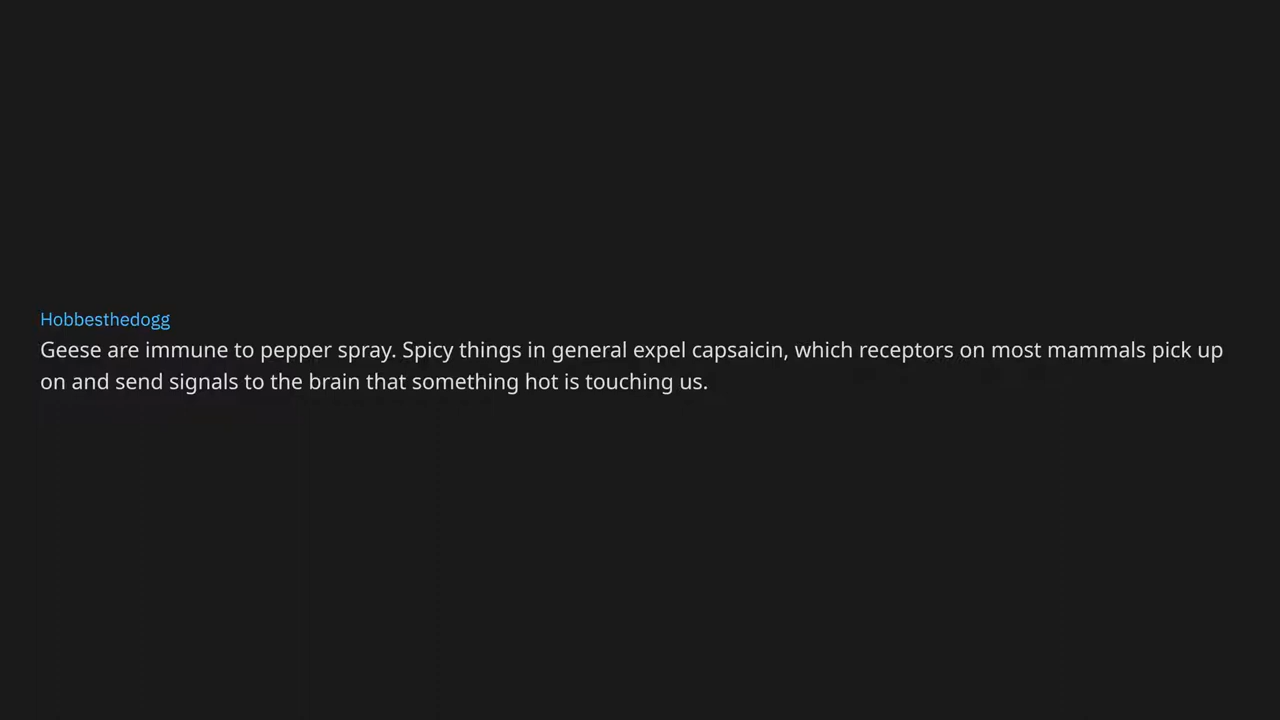 Hobbesthedogg
Geese are immune to pepper spray. Spicy things in general expel capsaicin, which receptors on most mammals pick up
on and send signals to the brain that something hot is touching us.